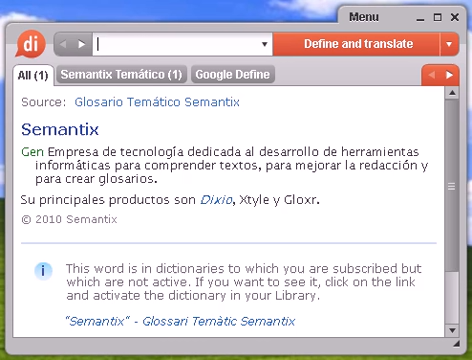 Menu
di
Define and translate
All (1)
Semantix Temático (1)
Google Define
Source: Glosario Temático Semantix
Semantix
Gen Empresa de tecnología dedicada al desarrollo de herramientas
informáticas para comprender textos, para mejorar la redacción y
para crear glosarios.
Su principales productos son Dixio, Xtyle y Gloxr.
© 2010 Semantix
i
This word is in dictionaries to which you are subscribed but
which are not active. If you want to see it, click on the link
and activate the dictionary in your Library.
"Semantix" - Glossari Temàtic Semantix